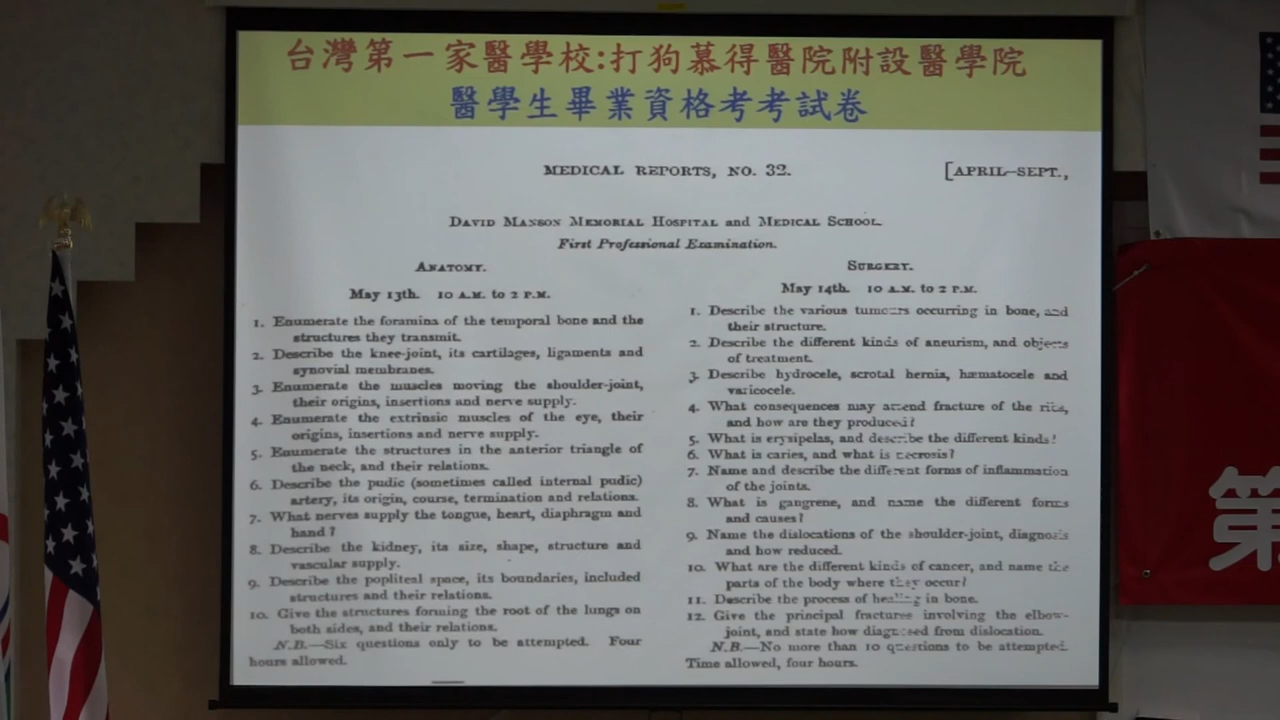 台灣第一家醫學校:打狗慕得醫院附設醫學院
醫學生畢業資格考考試卷
MEDICAL REPORTS, NO. 32.
[APRIL–SEPT.,
DAVID MANSON MEMORIAL HOSPITAL and MEDICAL SCHOOL.
First Professional Examination.
ANATOMY.
May 13th. 10 A.M. to 2 P.M.
1. Enumerate the foramina of the temporal bone and the
structures they transmit.
2. Describe the knee-joint, its cartilages, ligaments and
synovial membranes.
3. Enumerate the muscles moving the shoulder-joint,
their origins, insertions and nerve supply.
4. Enumerate the extrinsic muscles of the eye, their
origins, insertions and nerve supply.
5. Enumerate the structures in the anterior triangle of
the neck, and their relations.
6. Describe the pudic (sometimes called internal pudic)
artery, its origin, course, termination and relations.
7. What nerves supply the tongue, heart, diaphragm and
hand?
8. Describe the kidney, its size, shape, structure and
vascular supply.
9. Describe the popliteal space, its boundaries, included
structures and their relations.
10. Give the structures forming the root of the lungs on
both sides, and their relations.
N.B.—Six questions only to be attempted. Four
hours allowed.
SURGERY.
May 14th. 10 A.M. to 2 P.M.
1. Describe the various tumours occurring in bone, and
their structure.
2. Describe the different kinds of aneurism, and objects
of treatment.
3. Describe hydrocele, scrotal hernia, hæmatocele and
varicocele.
4. What consequences may attend fracture of the ribs,
and how are they produced?
5. What is erysipelas, and describe the different kinds?
6. What is caries, and what is necrosis?
7. Name and describe the different forms of inflammation
of the joints.
8. What is gangrene, and name the different forms
and causes?
9. Name the dislocations of the shoulder-joint, diagnosis
and how reduced.
10. What are the different kinds of cancer, and name the
parts of the body where they occur?
11. Describe the process of healing in bone.
12. Give the principal fractures involving the elbow-
joint, and state how diagnosed from dislocation.
N.B.—No more than 10 questions to be attempted.
Time allowed, four hours.
第